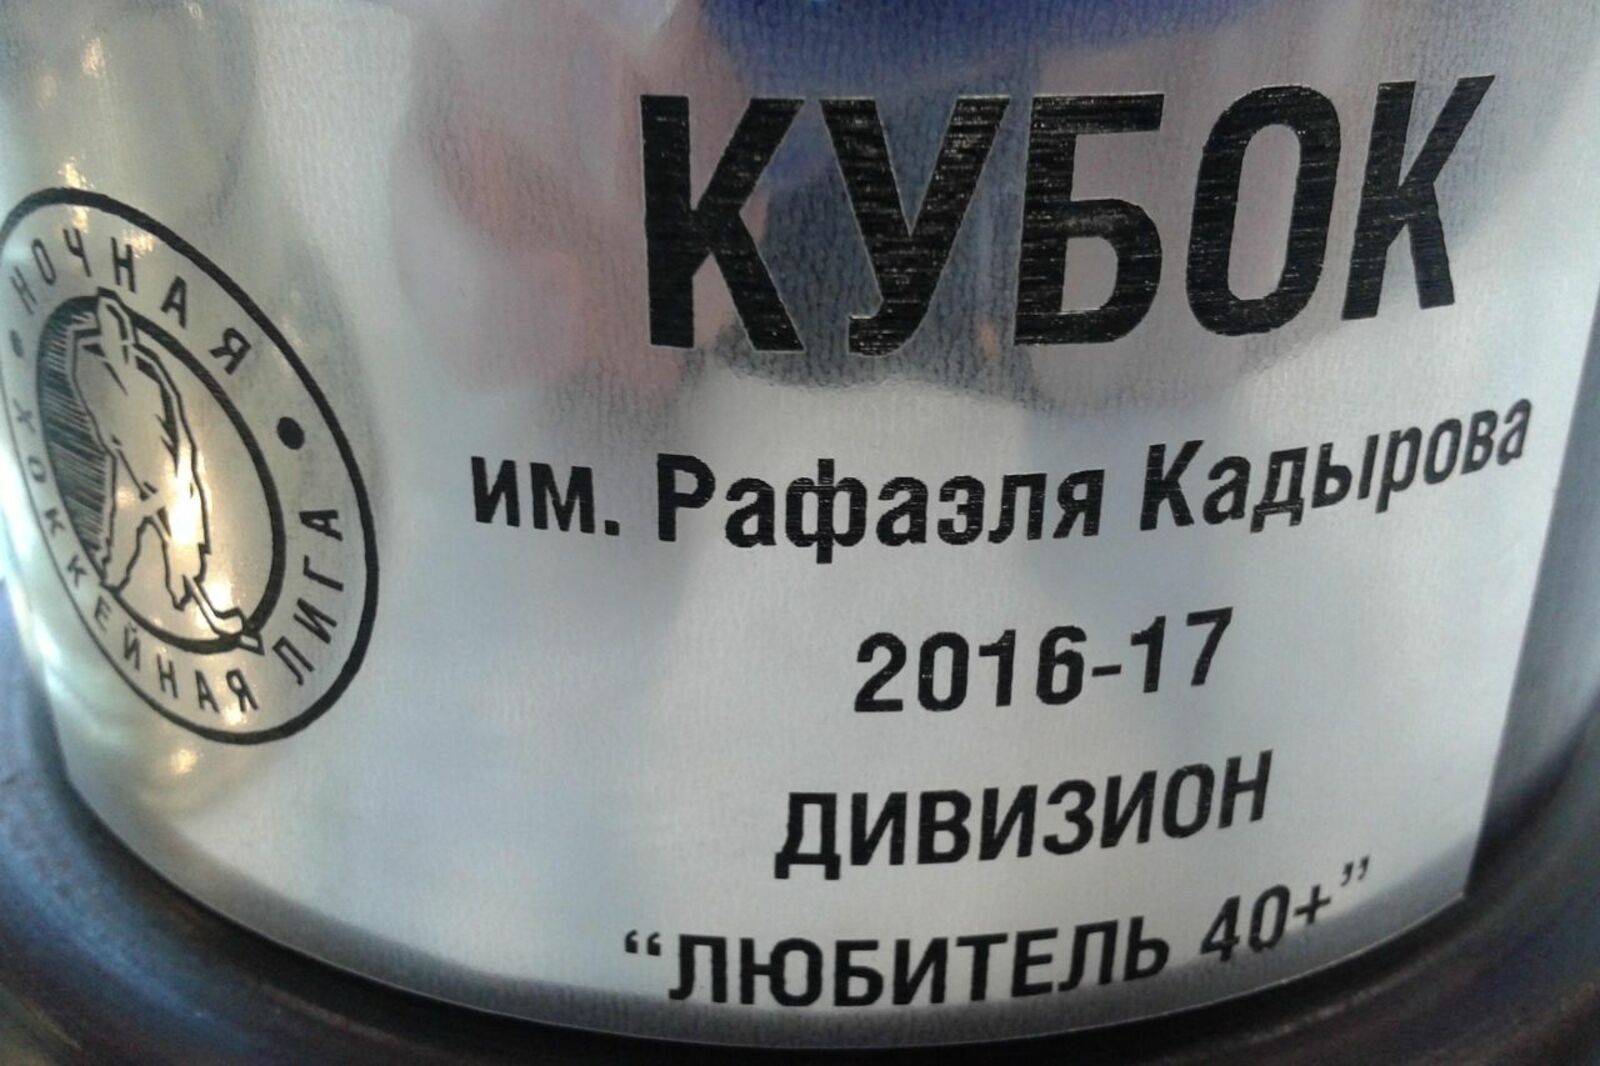 НОЧНАЯ
ХОККЕЙНАЯ ЛИГА
КУБОК
им. Рафаэля Кадырова
2016-17
ДИВИЗИОН
“ЛЮБИТЕЛЬ 40+”